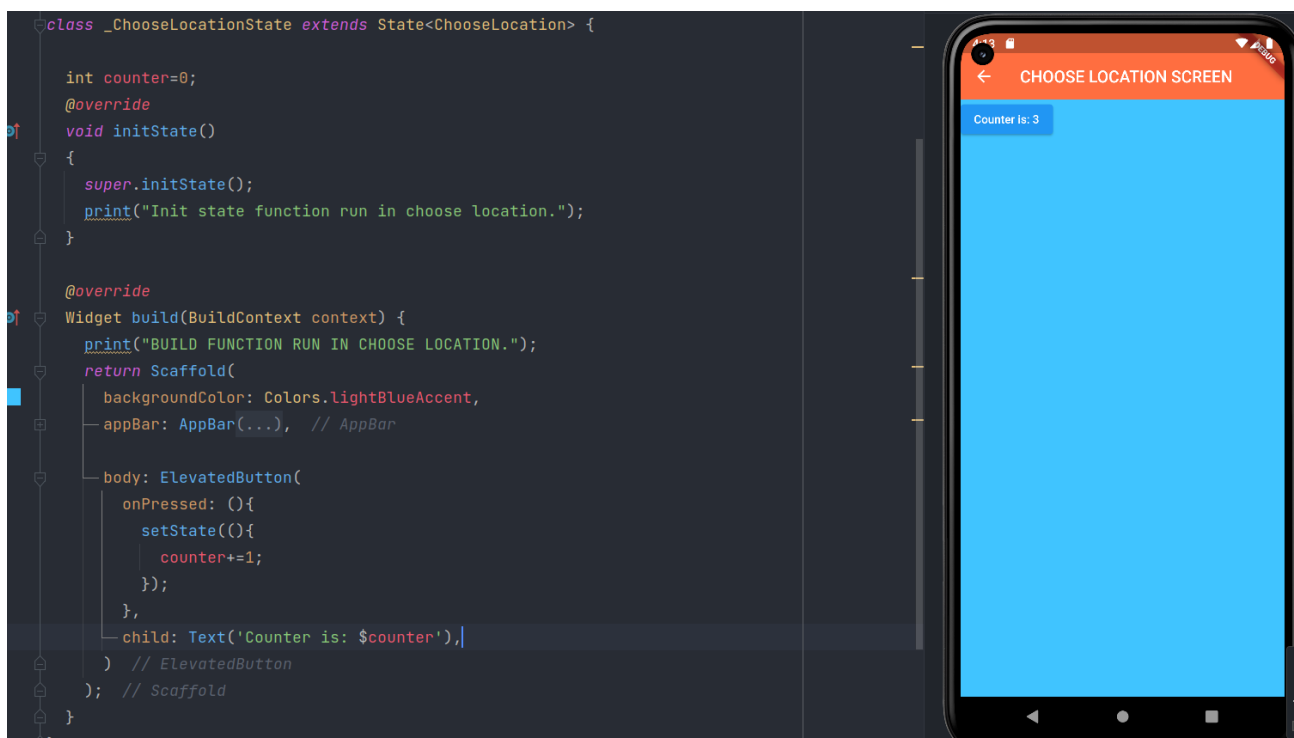 class _ChooseLocationState extends State<ChooseLocation> {
int counter=0;
@override
void initState()
{
super.initState();
print("Init state function run in choose location.");
}
@override
Widget build(BuildContext context) {
print("BUILD FUNCTION RUN IN CHOOSE LOCATION.");
return Scaffold(
backgroundColor: Colors.lightBlueAccent,
appBar: AppBar(...),  // AppBar
body: ElevatedButton(
onPressed: (){
setState((){
counter+=1;
});
},
child: Text('Counter is: $counter'),
)  // ElevatedButton
);  // Scaffold
}
4:13
DEBUG
CHOOSE LOCATION SCREEN
Counter is: 3